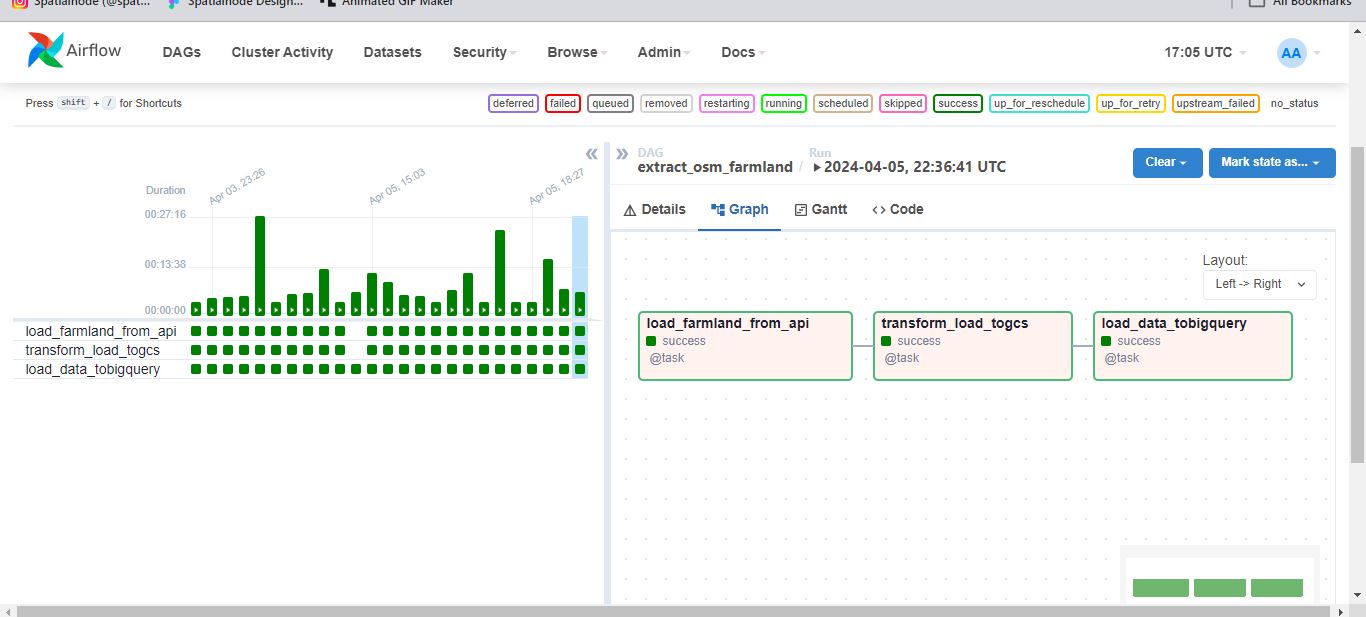 Spatialnode (@spat...
Spatialnode Design...
Animated GIF Maker
All Bookmarks
Airflow
DAGs
Cluster Activity
Datasets
Security
Browse
Admin
Docs
17:05 UTC
AA
Press shift + / for Shortcuts
deferred
failed
queued
removed
restarting
running
scheduled
skipped
success
up_for_reschedule
up_for_retry
upstream_failed
no_status
Apr 03, 23:26
Apr 05, 15:03
Apr 05, 18:27
Duration
00:27:16
00:13:38
00:00:00
load_farmland_from_api
transform_load_togcs
load_data_tobigquery
DAG
extract_osm_farmland /
Run
2024-04-05, 22:36:41 UTC
Clear
Mark state as...
Details
Graph
Gantt
Code
Layout:
Left -> Right
load_farmland_from_api
success
@task
transform_load_togcs
success
@task
load_data_tobigquery
success
@task